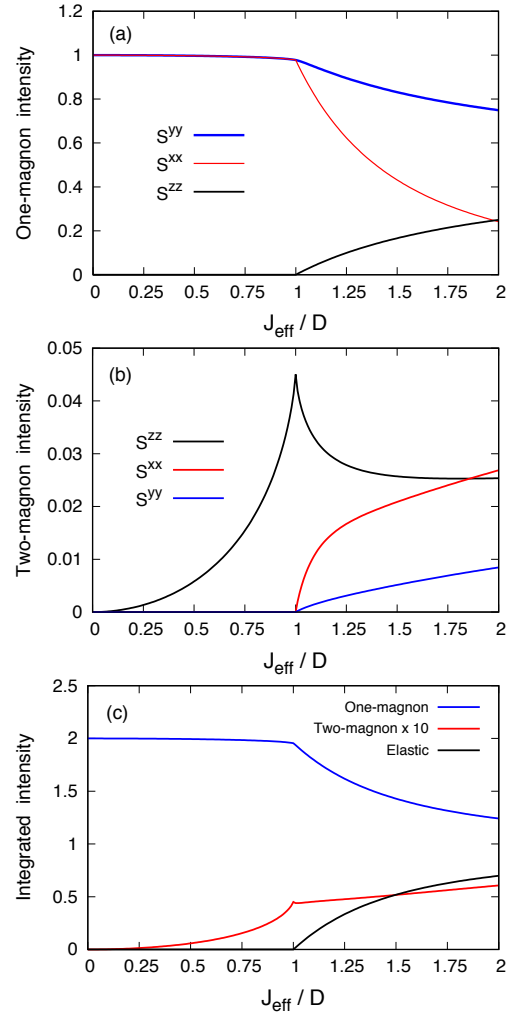 (a)
One-magnon intensity
1.2
1
0.8
0.6
0.4
0.2
0
S^yy
S^xx
S^zz
0 0.25 0.5 0.75 1 1.25 1.5 1.75 2
J_eff / D
(b)
Two-magnon intensity
0.05
0.04
0.03
0.02
0.01
0
S^zz
S^xx
S^yy
0 0.25 0.5 0.75 1 1.25 1.5 1.75 2
J_eff / D
(c)
Integrated intensity
2.5
2
1.5
1
0.5
0
One-magnon
Two-magnon x 10
Elastic
0 0.25 0.5 0.75 1 1.25 1.5 1.75 2
J_eff / D